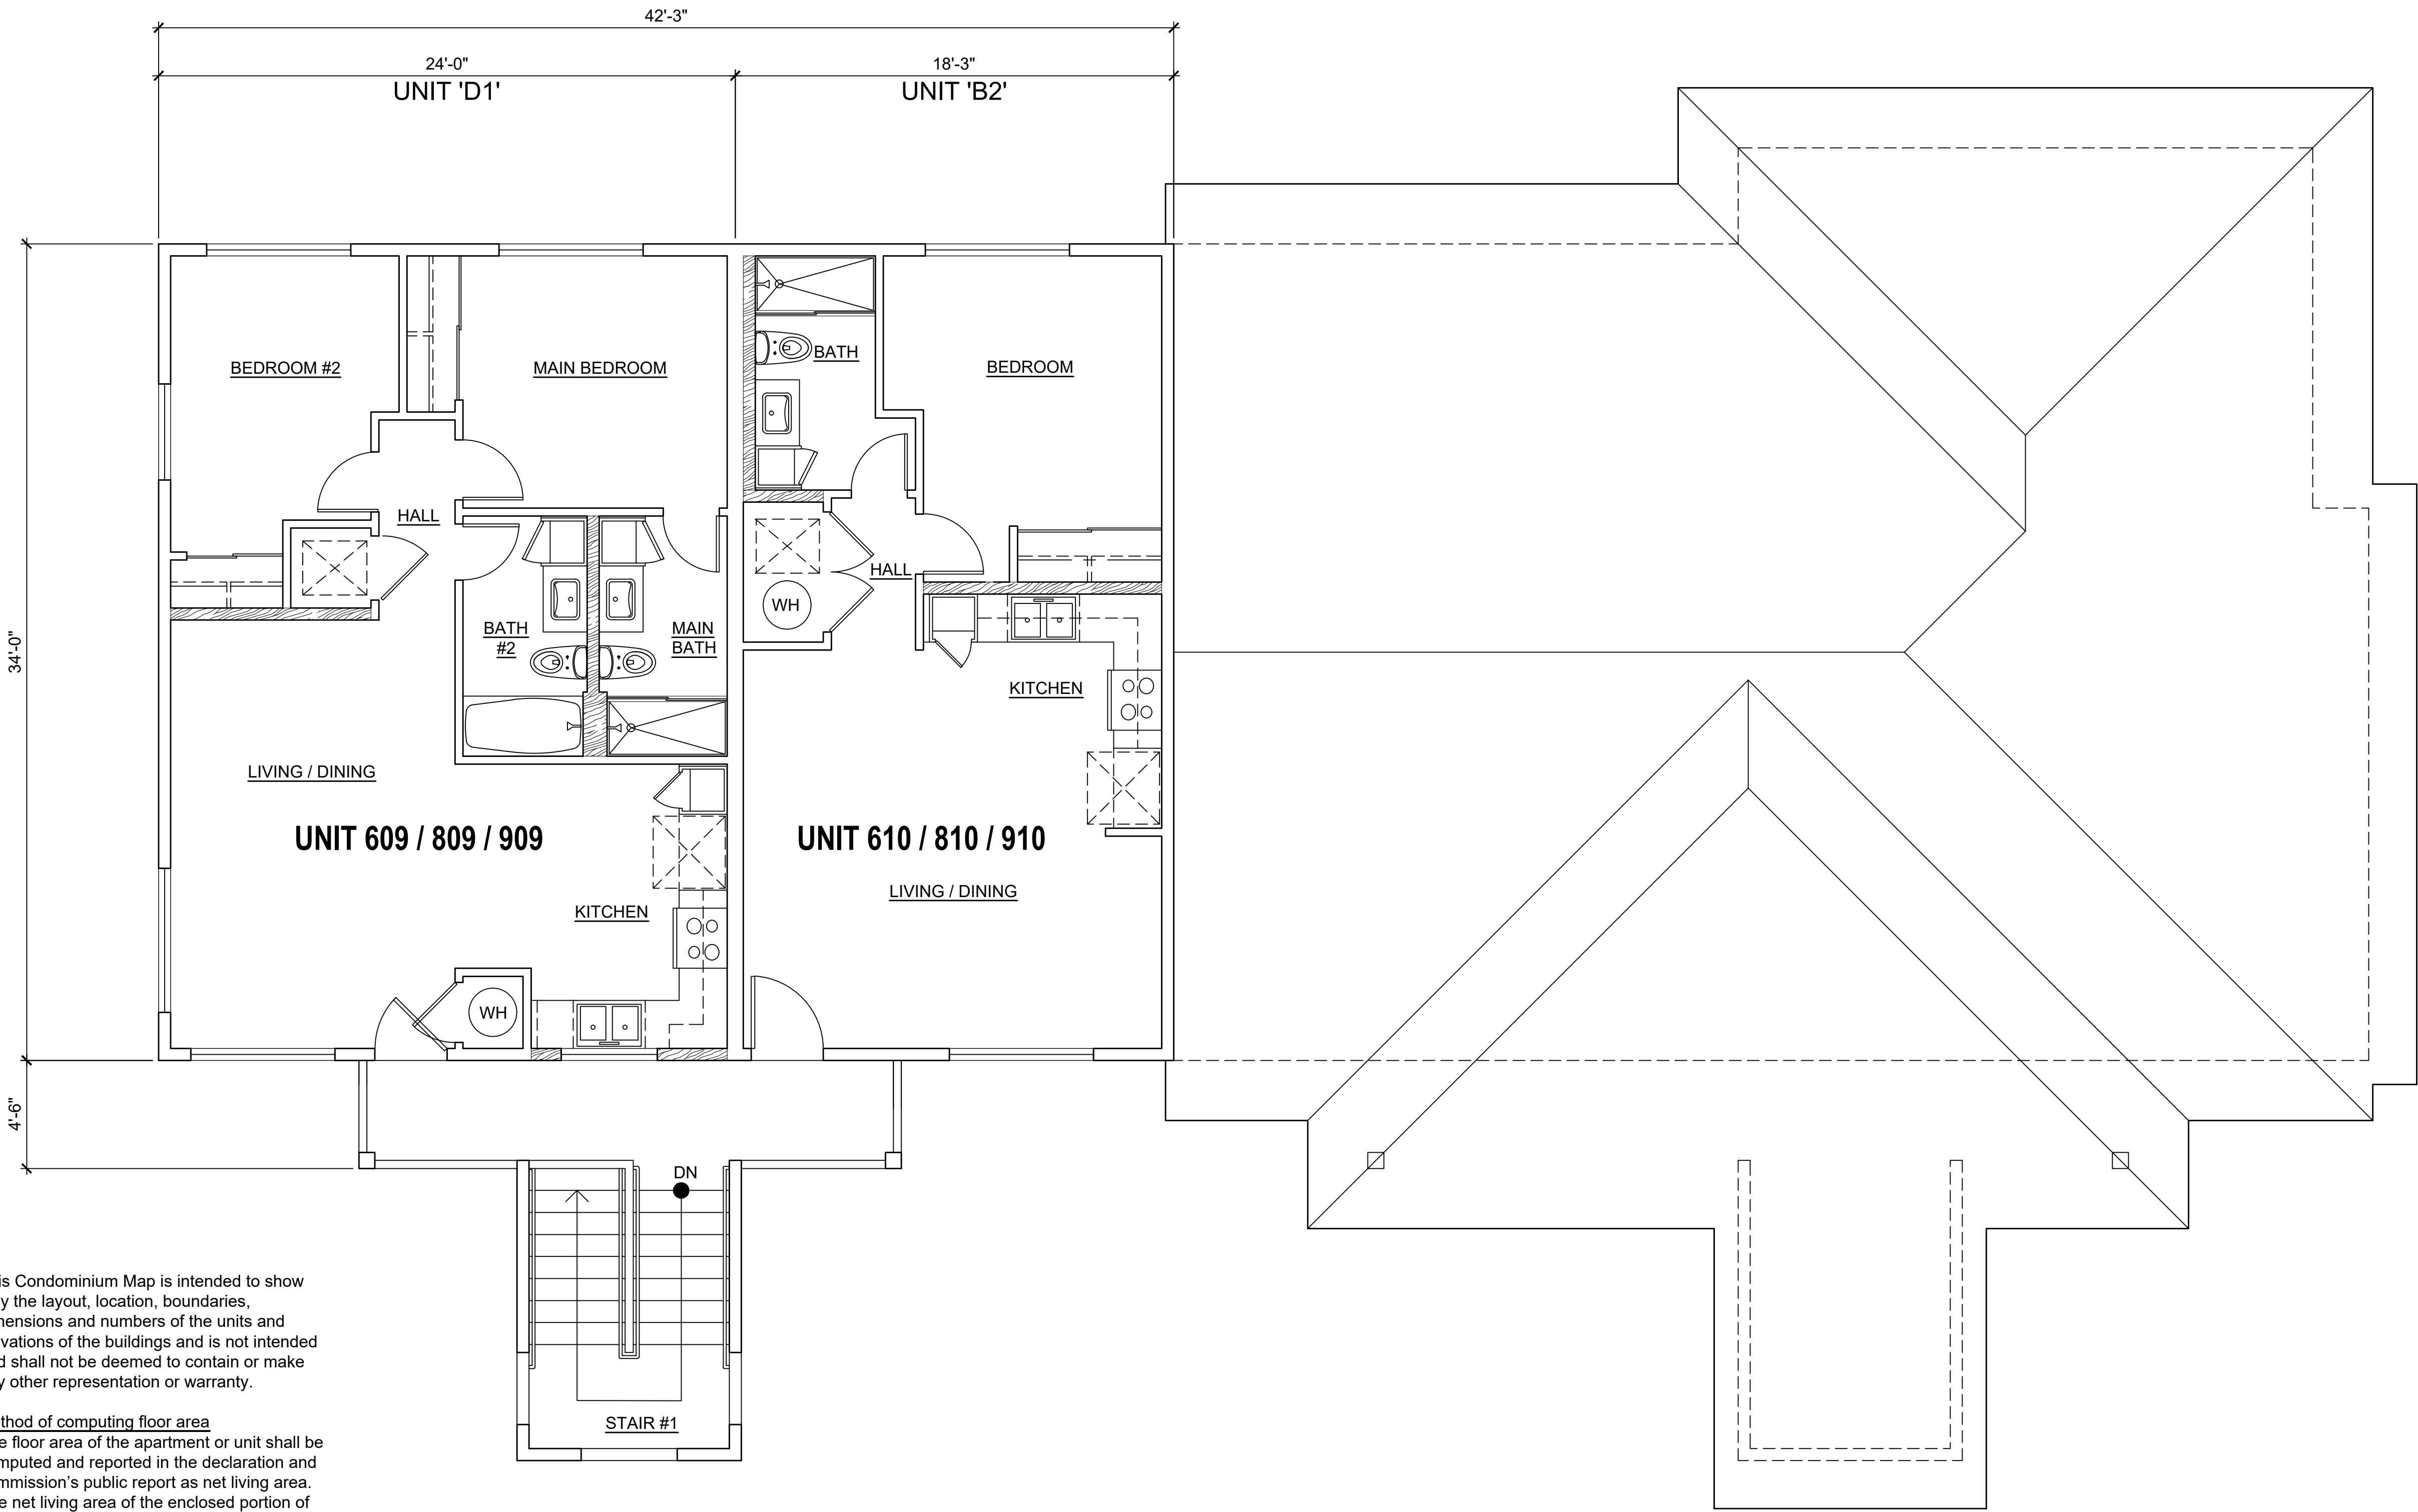 42'-3"
24'-0"
18'-3"
UNIT 'D1'
UNIT 'B2'
BATH
BEDROOM #2
MAIN BEDROOM
BEDROOM
HALL
HALL
WH
34'-0"
BATH
#2
MAIN
BATH
KITCHEN
LIVING / DINING
UNIT 609 / 809 / 909
UNIT 610 / 810 / 910
LIVING / DINING
KITCHEN
WH
4'-6"
DN
STAIR #1
is Condominium Map is intended to show
y the layout, location, boundaries,
mensions and numbers of the units and
vations of the buildings and is not intended
d shall not be deemed to contain or make
y other representation or warranty.
thod of computing floor area
e floor area of the apartment or unit shall be
mputed and reported in the declaration and
mmission's public report as net living area.
e net living area of the enclosed portion of